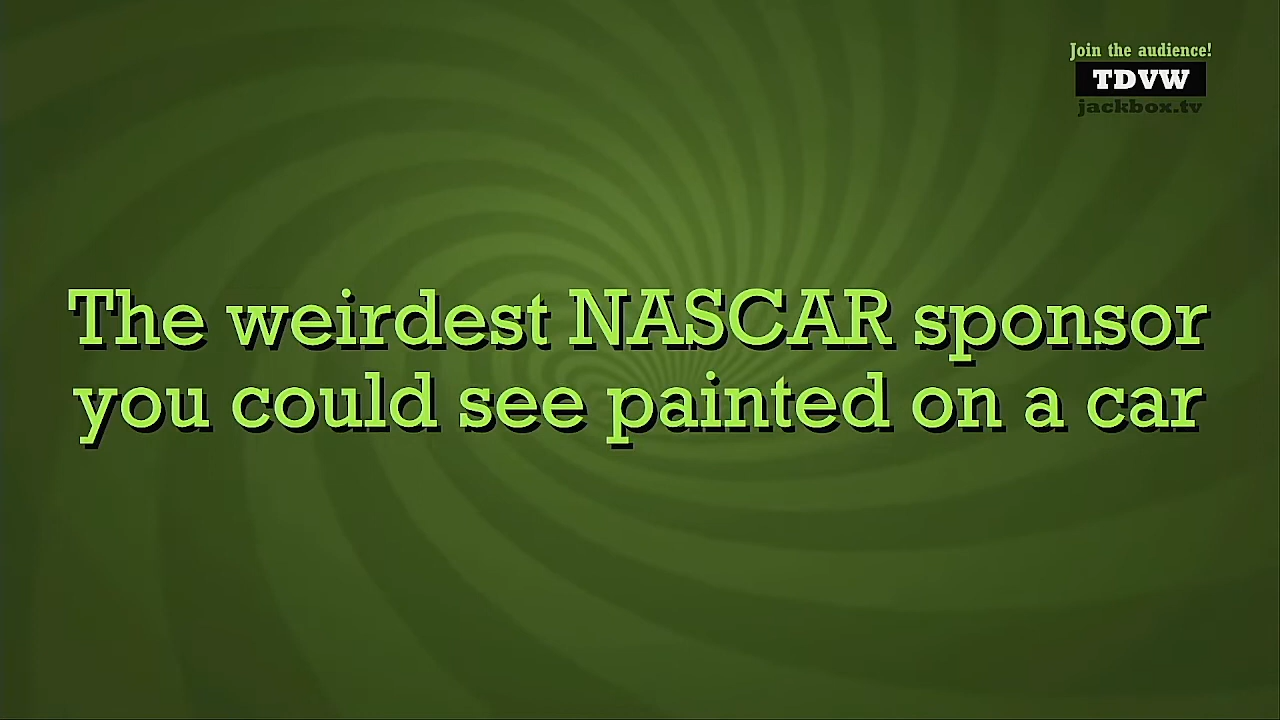 Join the audience!
TDVW
jackbox.tv
The weirdest NASCAR sponsor
you could see painted on a car